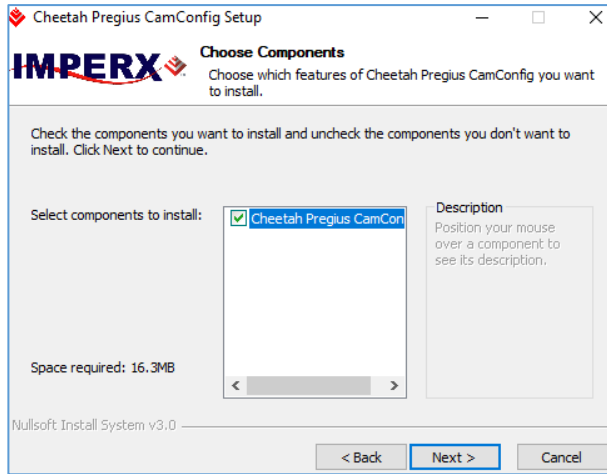 Cheetah Pregius CamConfig Setup
IMPERX
Choose Components
Choose which features of Cheetah Pregius CamConfig you want
to install.
Check the components you want to install and uncheck the components you don't want to
install. Click Next to continue.
Select components to install:
Cheetah Pregius CamCon
Description
Position your mouse
over a component to
see its description.
Space required: 16.3MB
Nullsoft Install System v3.0
< Back
Next >
Cancel